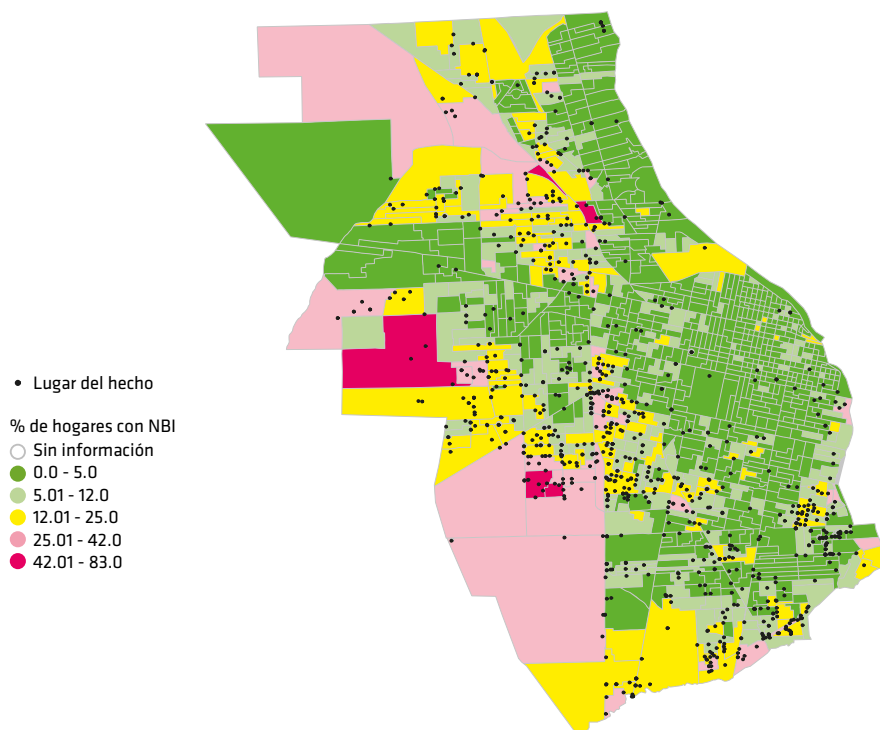 Lugar del hecho
% de hogares con NBI
Sin información
0.0 - 5.0
5.01 - 12.0
12.01 - 25.0
25.01 - 42.0
42.01 - 83.0